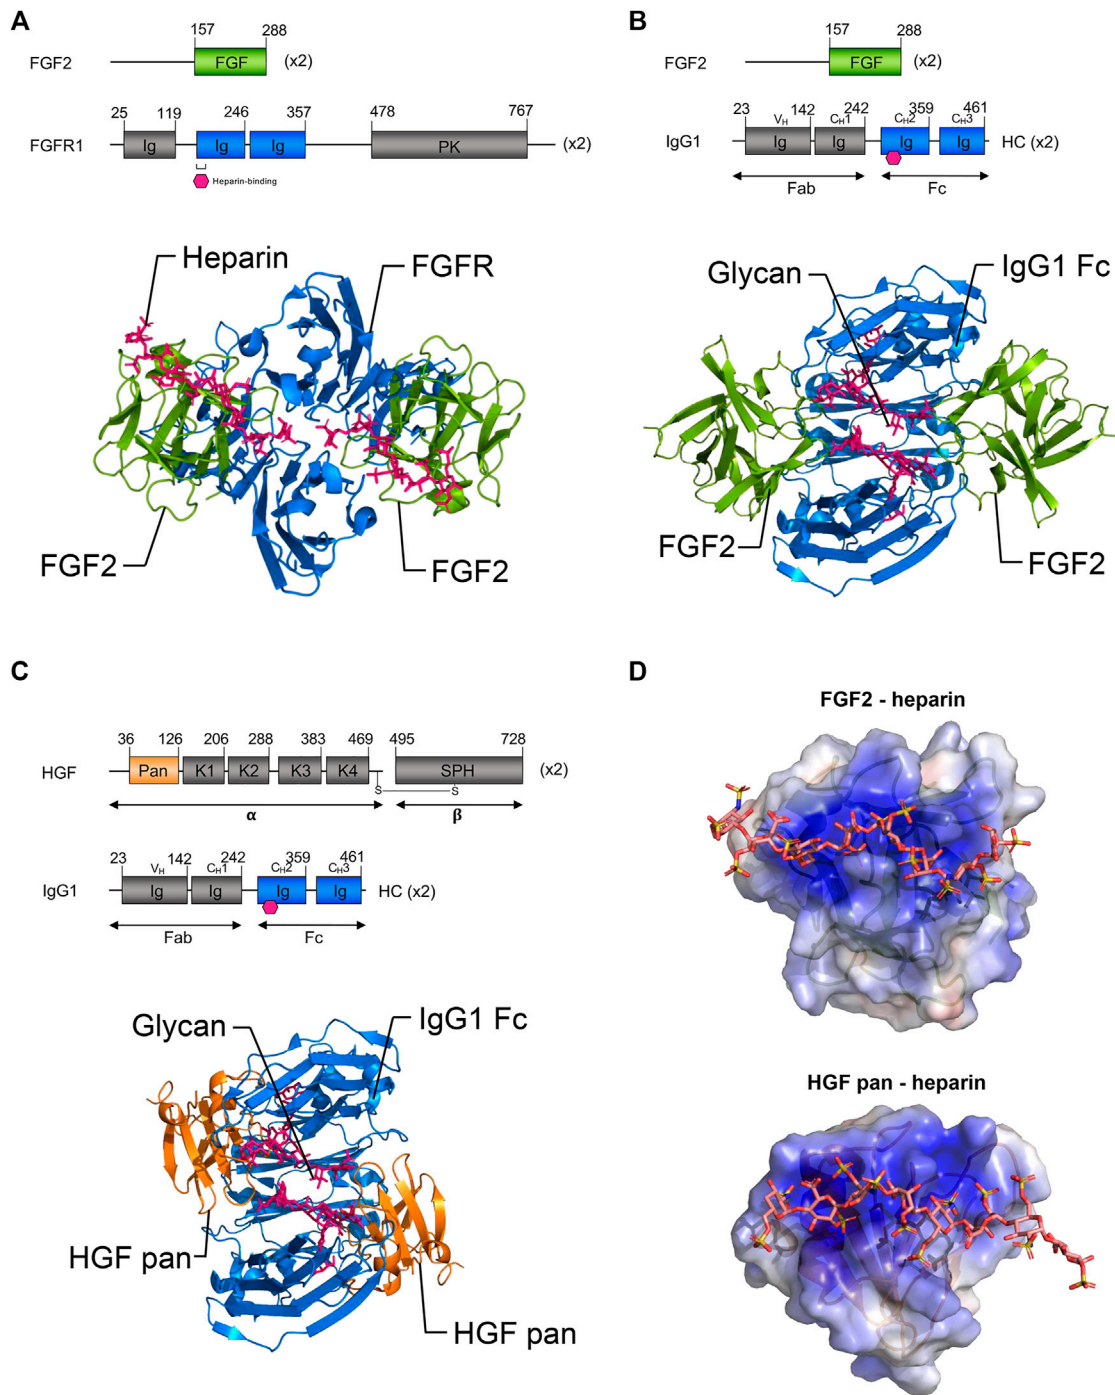 A
157 288
FGF2 FGF (x2)
25 119 246 357 478 767
FGFR1 Ig Ig Ig PK (x2)
Heparin-binding
Heparin
FGFR
FGF2
FGF2
B
157 288
FGF2 FGF (x2)
23 142 242 359 461
VH CH1 CH2 CH3
IgG1 Ig Ig Ig Ig HC (x2)
Fab Fc
Glycan
IgG1 Fc
FGF2
FGF2
C
36 126 206 288 383 469 495 728
HGF Pan K1 K2 K3 K4 SPH (x2)
S S
α β
23 142 242 359 461
VH CH1 CH2 CH3
IgG1 Ig Ig Ig Ig HC (x2)
Fab Fc
Glycan
IgG1 Fc
HGF pan
HGF pan
D
FGF2 - heparin
HGF pan - heparin